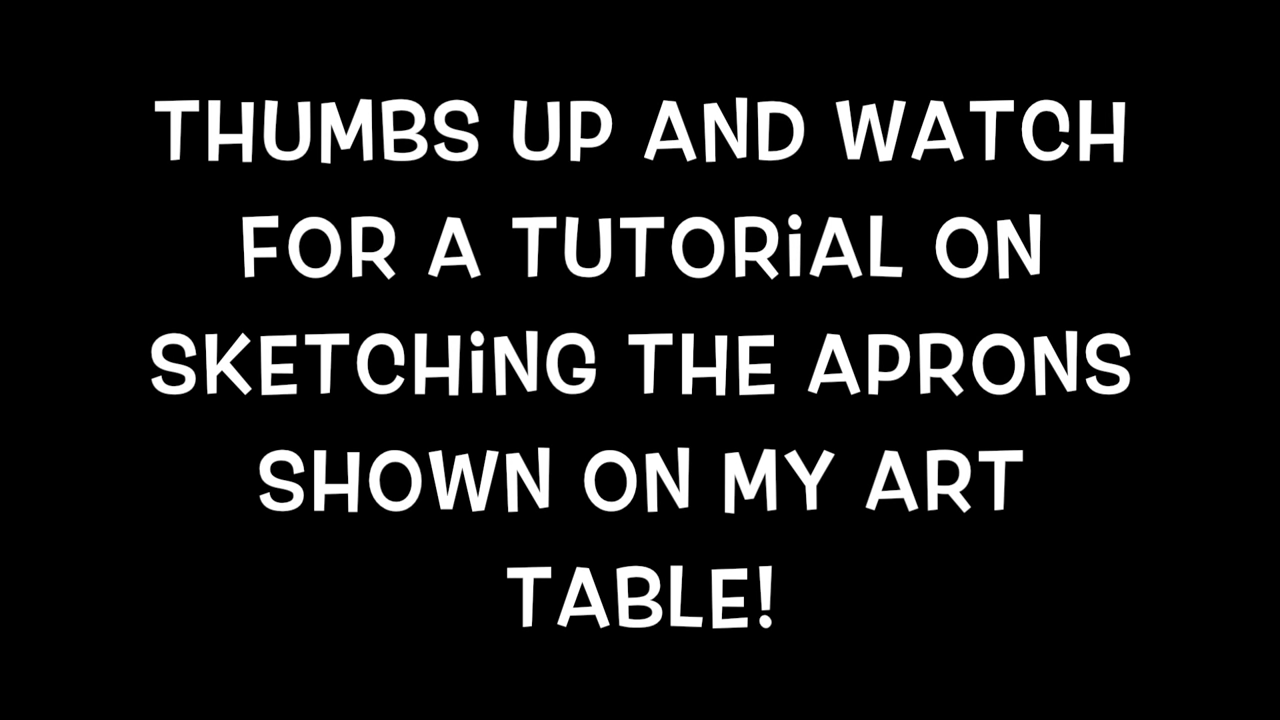 THUMBS UP AND WATCH
FOR A TUTORiAL ON
SKETCHiNG THE APRONS
SHOWN ON MY ART
TABLE!